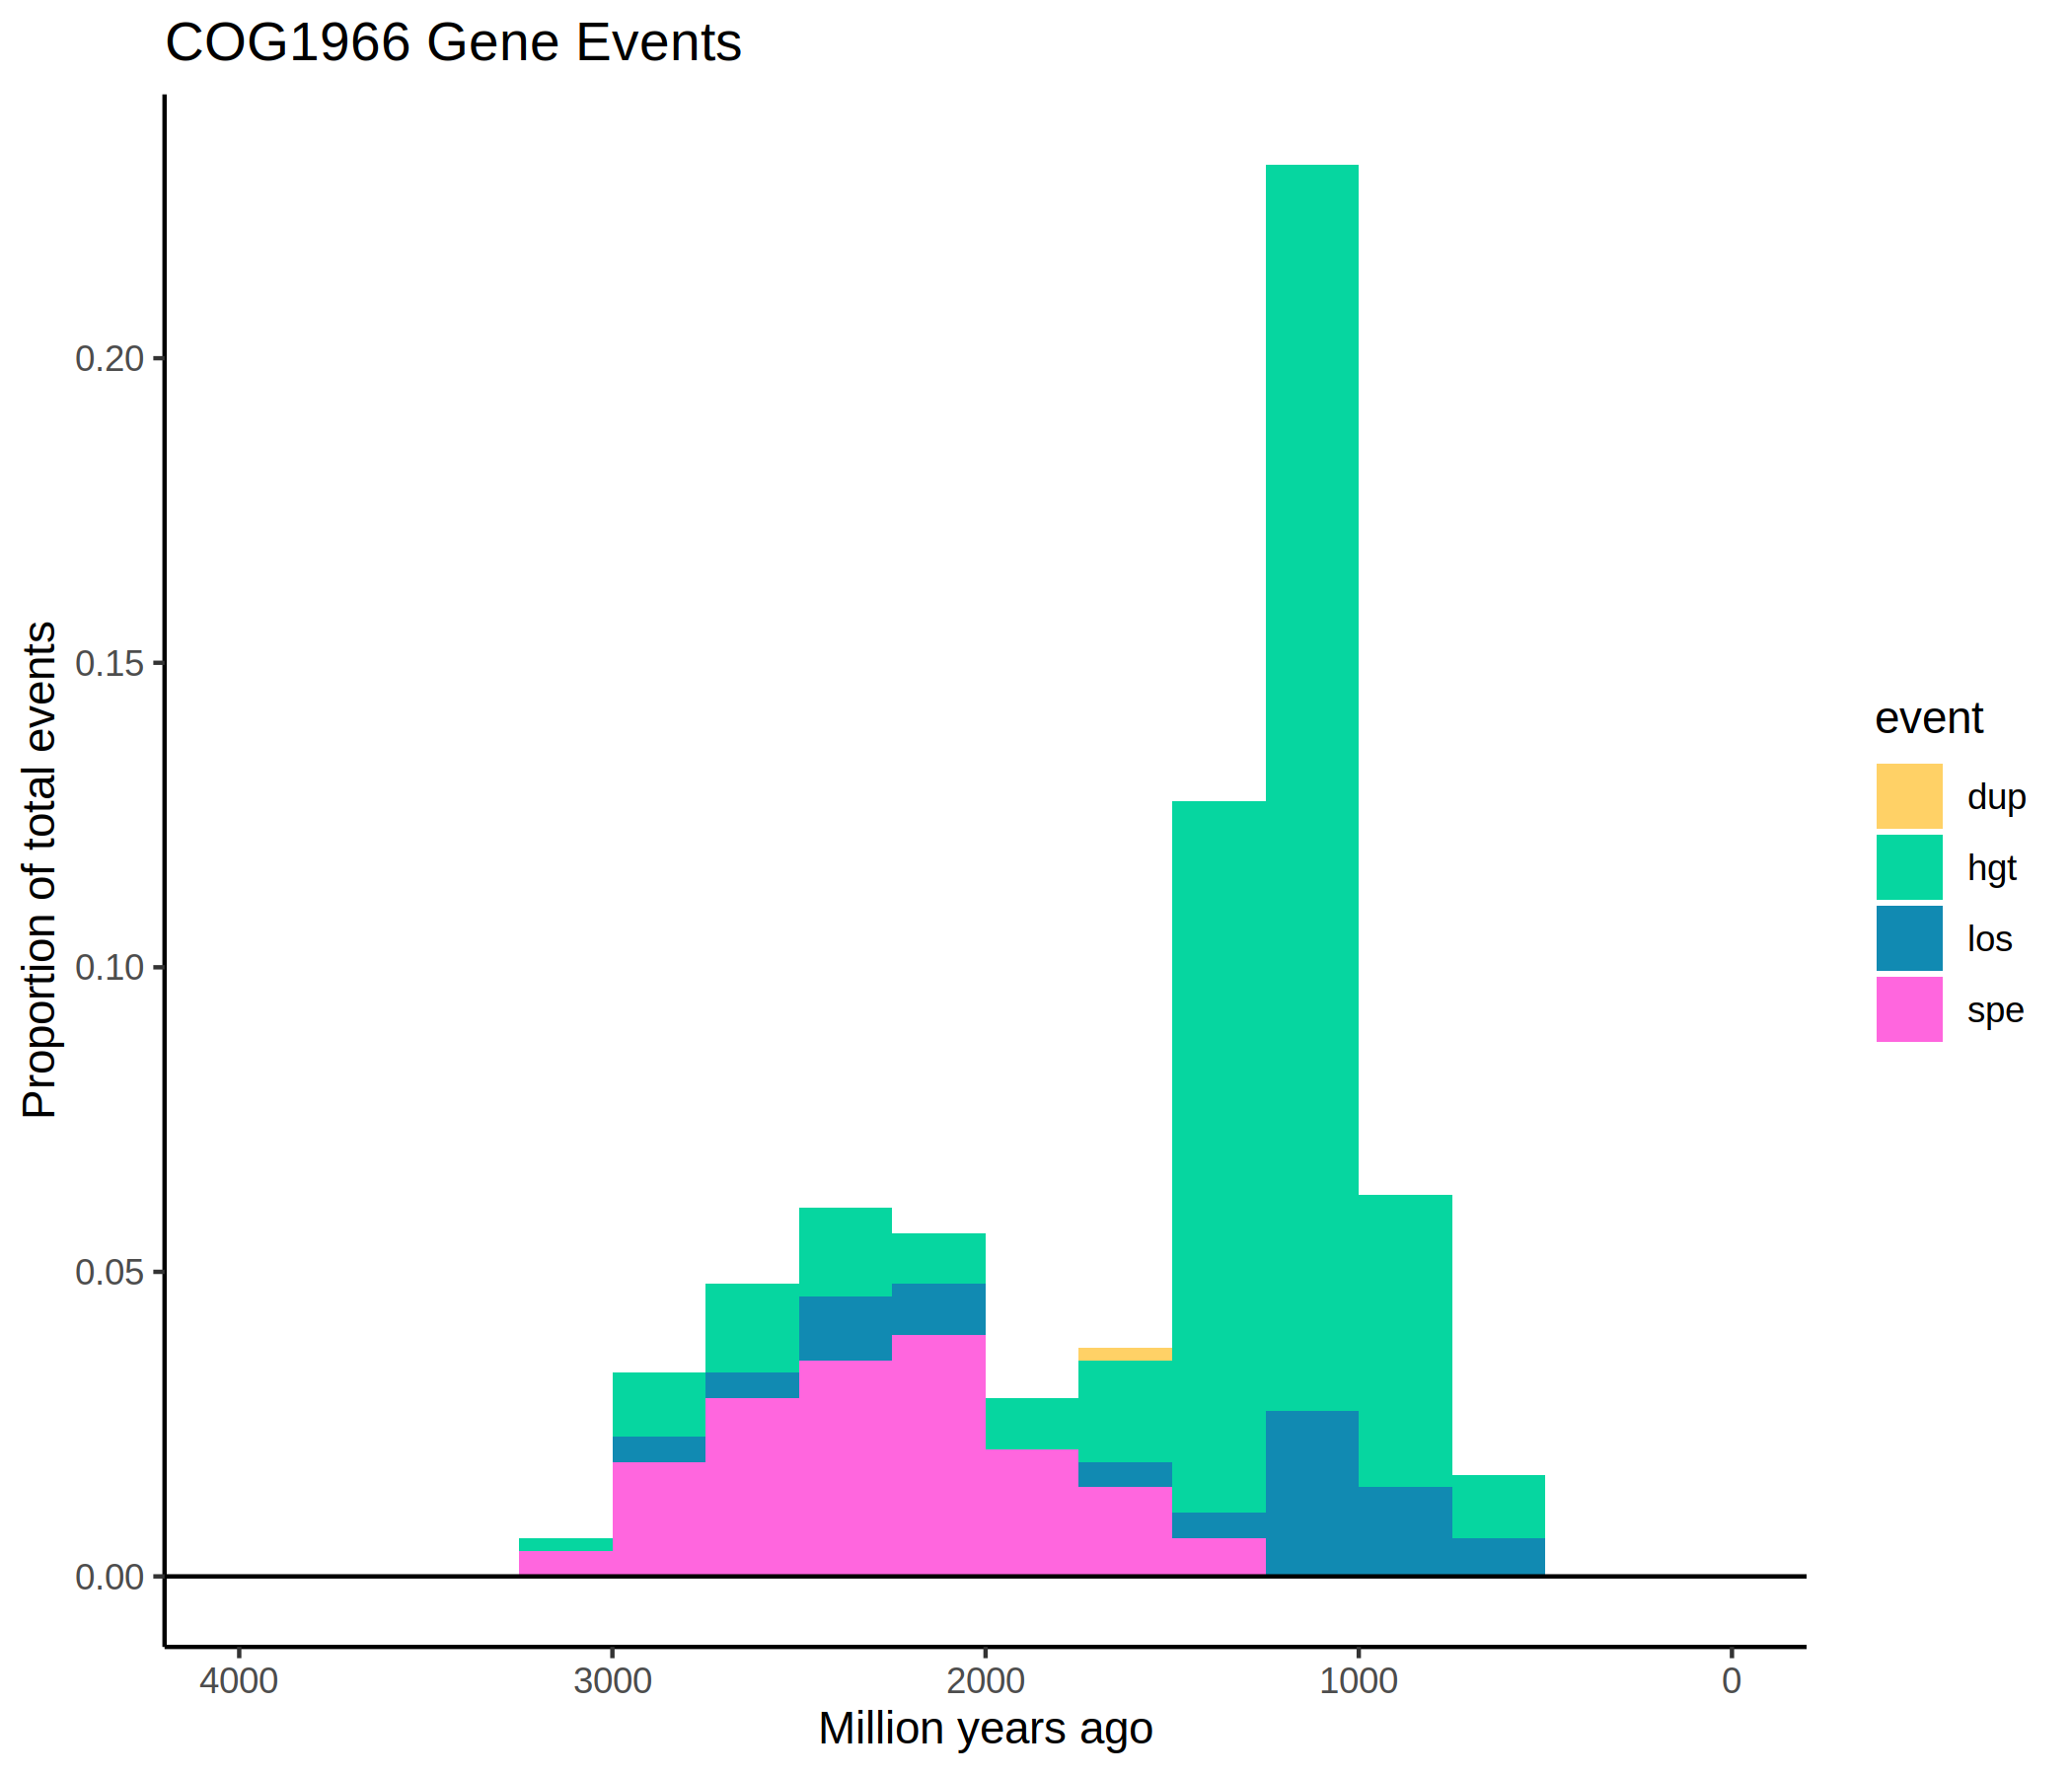 COG1966 Gene Events
Proportion of total events
0.20
0.15
0.10
0.05
0.00
4000 3000 2000 1000 0
Million years ago
event
dup
hgt
los
spe